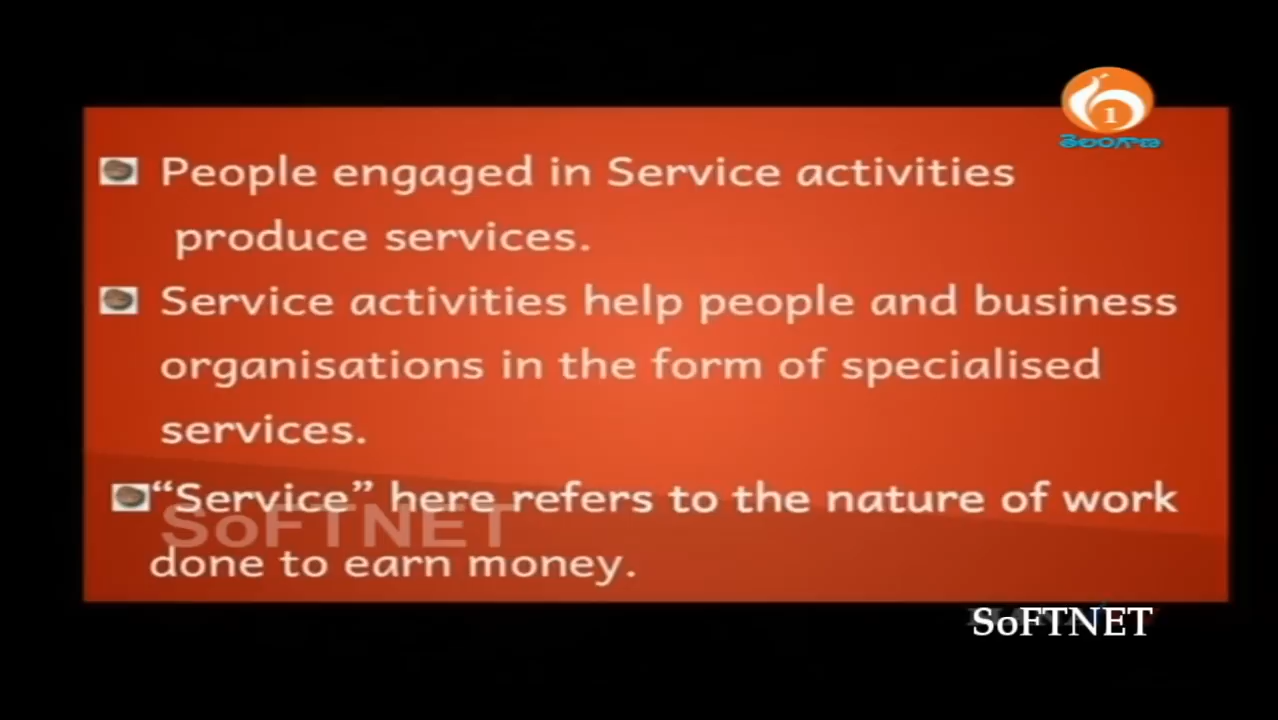 1
తెలంగాణ
People engaged in Service activities
produce services.
Service activities help people and business
organisations in the form of specialised
services.
“Service” here refers to the nature of work
SoFTNET
done to earn money.
SoFTNET